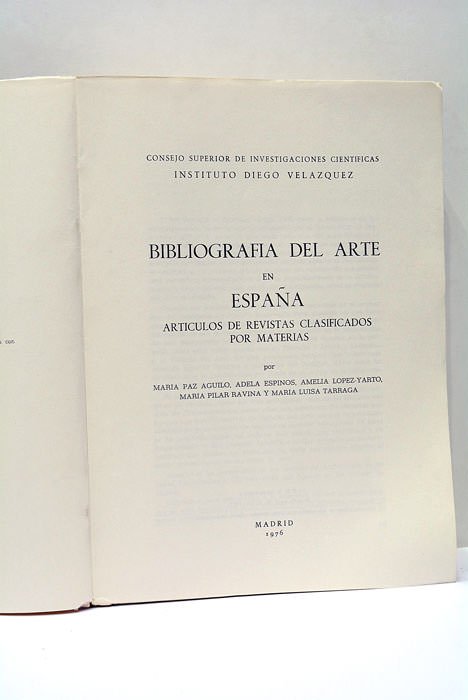 CONSEJO SUPERIOR DE INVESTIGACIONES CIENTIFICAS
INSTITUTO DIEGO VELAZQUEZ
BIBLIOGRAFIA DEL ARTE
EN
ESPAÑA
ARTICULOS DE REVISTAS CLASIFICADOS
POR MATERIAS
por
MARIA PAZ AGUILO, ADELA ESPINOS, AMELIA LOPEZ-YARTO,
MARIA PILAR RAVINA Y MARIA LUISA TARRAGA
MADRID
1976
con